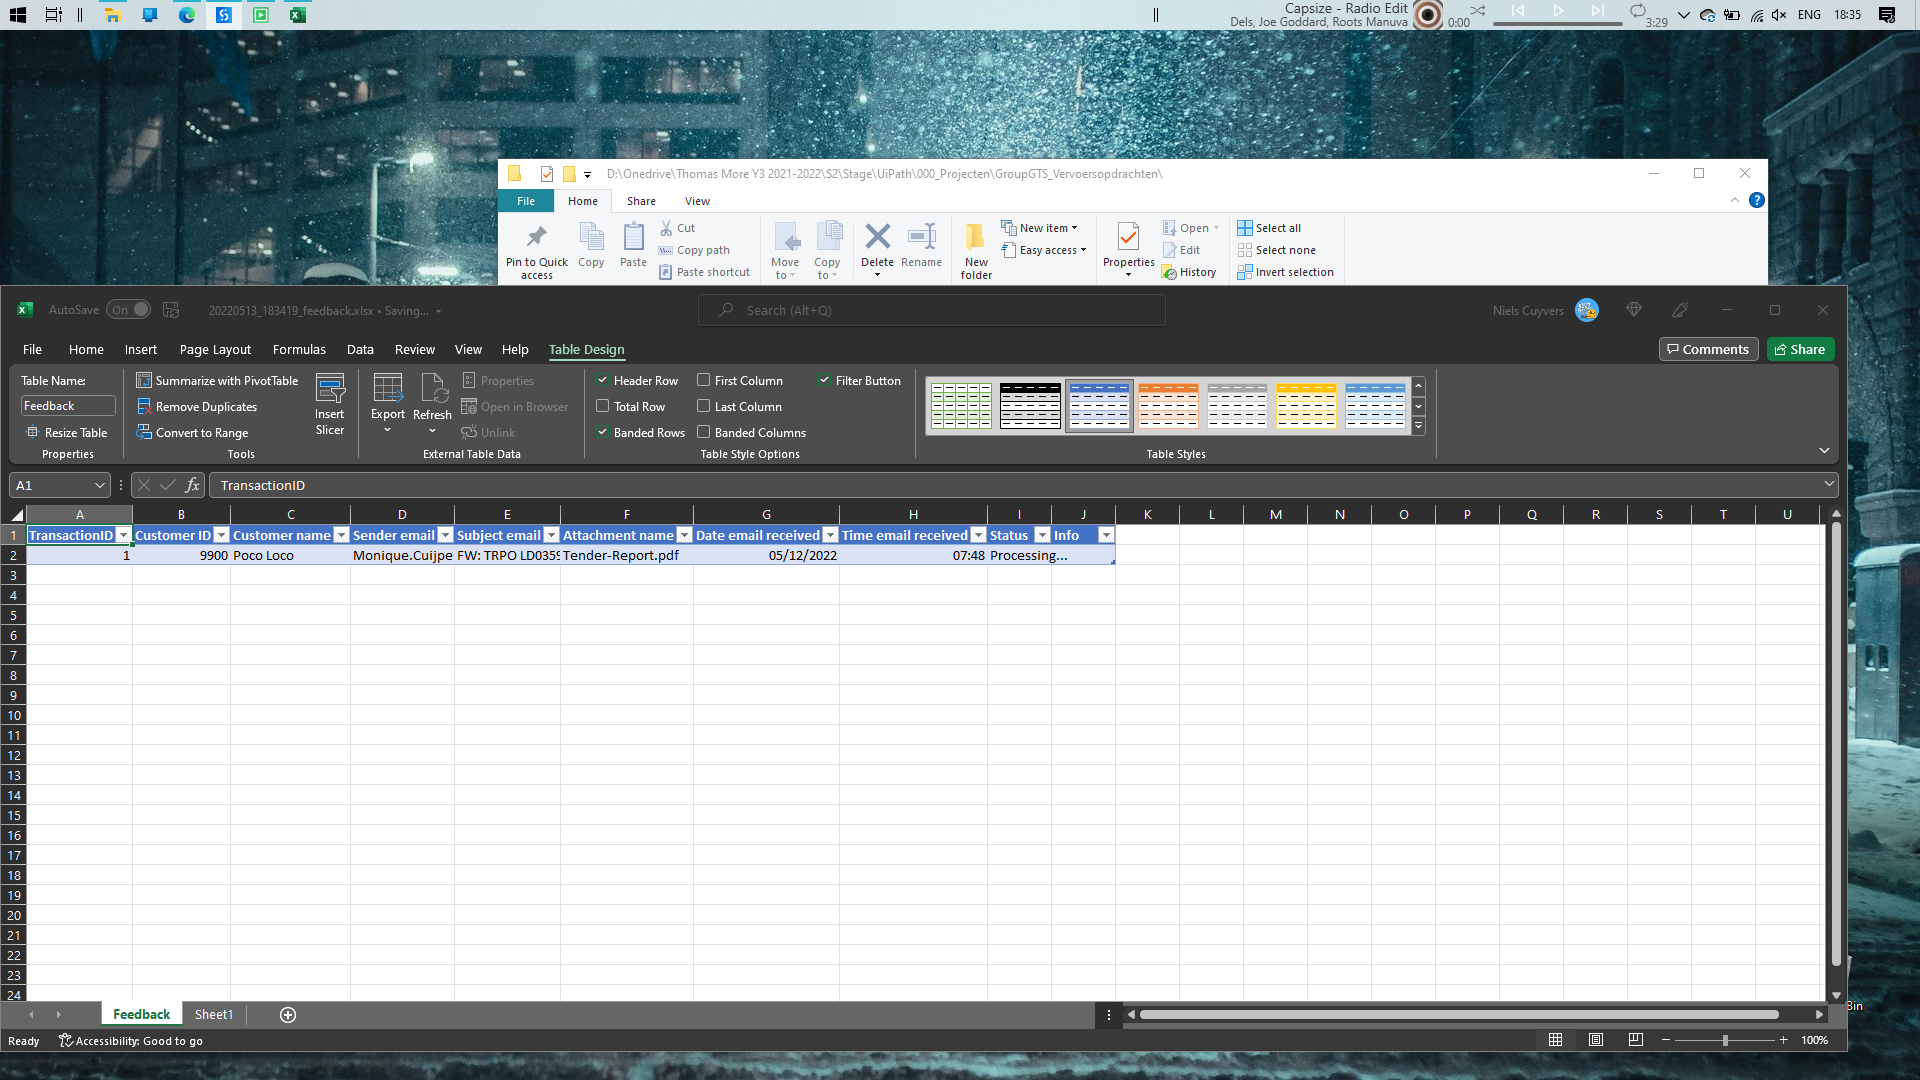 Capsize - Radio Edit
Dels, Joe Goddard, Roots Manuva
0:00
3:29
ENG
18:35
D:\Onedrive\Thomas More Y3 2021-2022\S2\Stage\UiPath\000_Projecten\GroupGTS_Vervoersopdrachten\
File Home Share View
Pin to Quick access
Copy
Paste
Cut
Copy path
Paste shortcut
Move to
Copy to
Delete
Rename
New folder
New item
Easy access
Properties
Open
Edit
History
Select all
Select none
Invert selection
AutoSave On
20220513_183419_feedback.xlsx • Saving...
Search (Alt+Q)
Niels Cuyvers
File Home Insert Page Layout Formulas Data Review View Help Table Design
Comments
Share
Table Name:
Feedback
Resize Table
Properties
Summarize with PivotTable
Remove Duplicates
Convert to Range
Insert Slicer
Tools
Export
Refresh
Properties
Open in Browser
Unlink
External Table Data
Header Row
Total Row
Banded Rows
First Column
Last Column
Banded Columns
Filter Button
Table Style Options
Table Styles
A1
fx
TransactionID
A B C D E F G H I J K L M N O P Q R S T U
1 TransactionID Customer ID Customer name Sender email Subject email Attachment name Date email received Time email received Status Info
2 1 9900 Poco Loco Monique.Cuijpe FW: TRPO LD035 Tender-Report.pdf 05/12/2022 07:48 Processing...
3
4
5
6
7
8
9
10
11
12
13
14
15
16
17
18
19
20
21
22
23
24
Feedback Sheet1
Bin
Ready
Accessibility: Good to go
100%